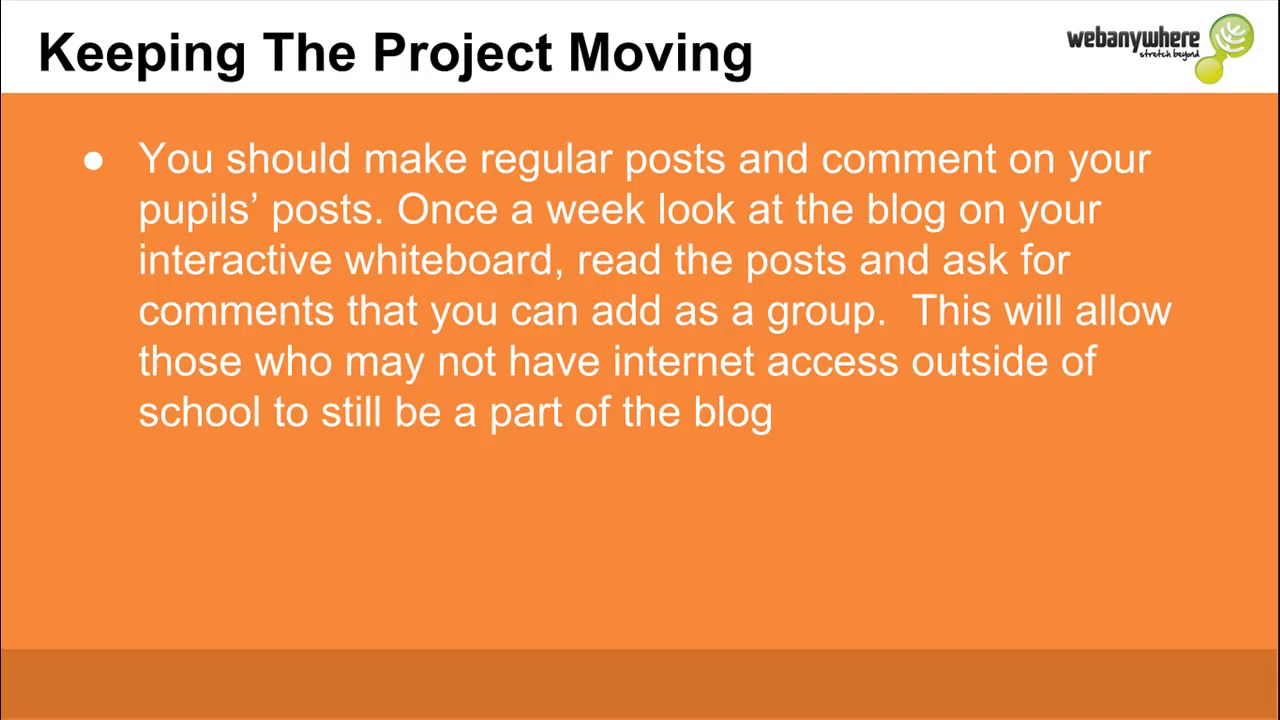 Keeping The Project Moving
webanywhere
stretch beyond
● You should make regular posts and comment on your
pupils’ posts. Once a week look at the blog on your
interactive whiteboard, read the posts and ask for
comments that you can add as a group.  This will allow
those who may not have internet access outside of
school to still be a part of the blog